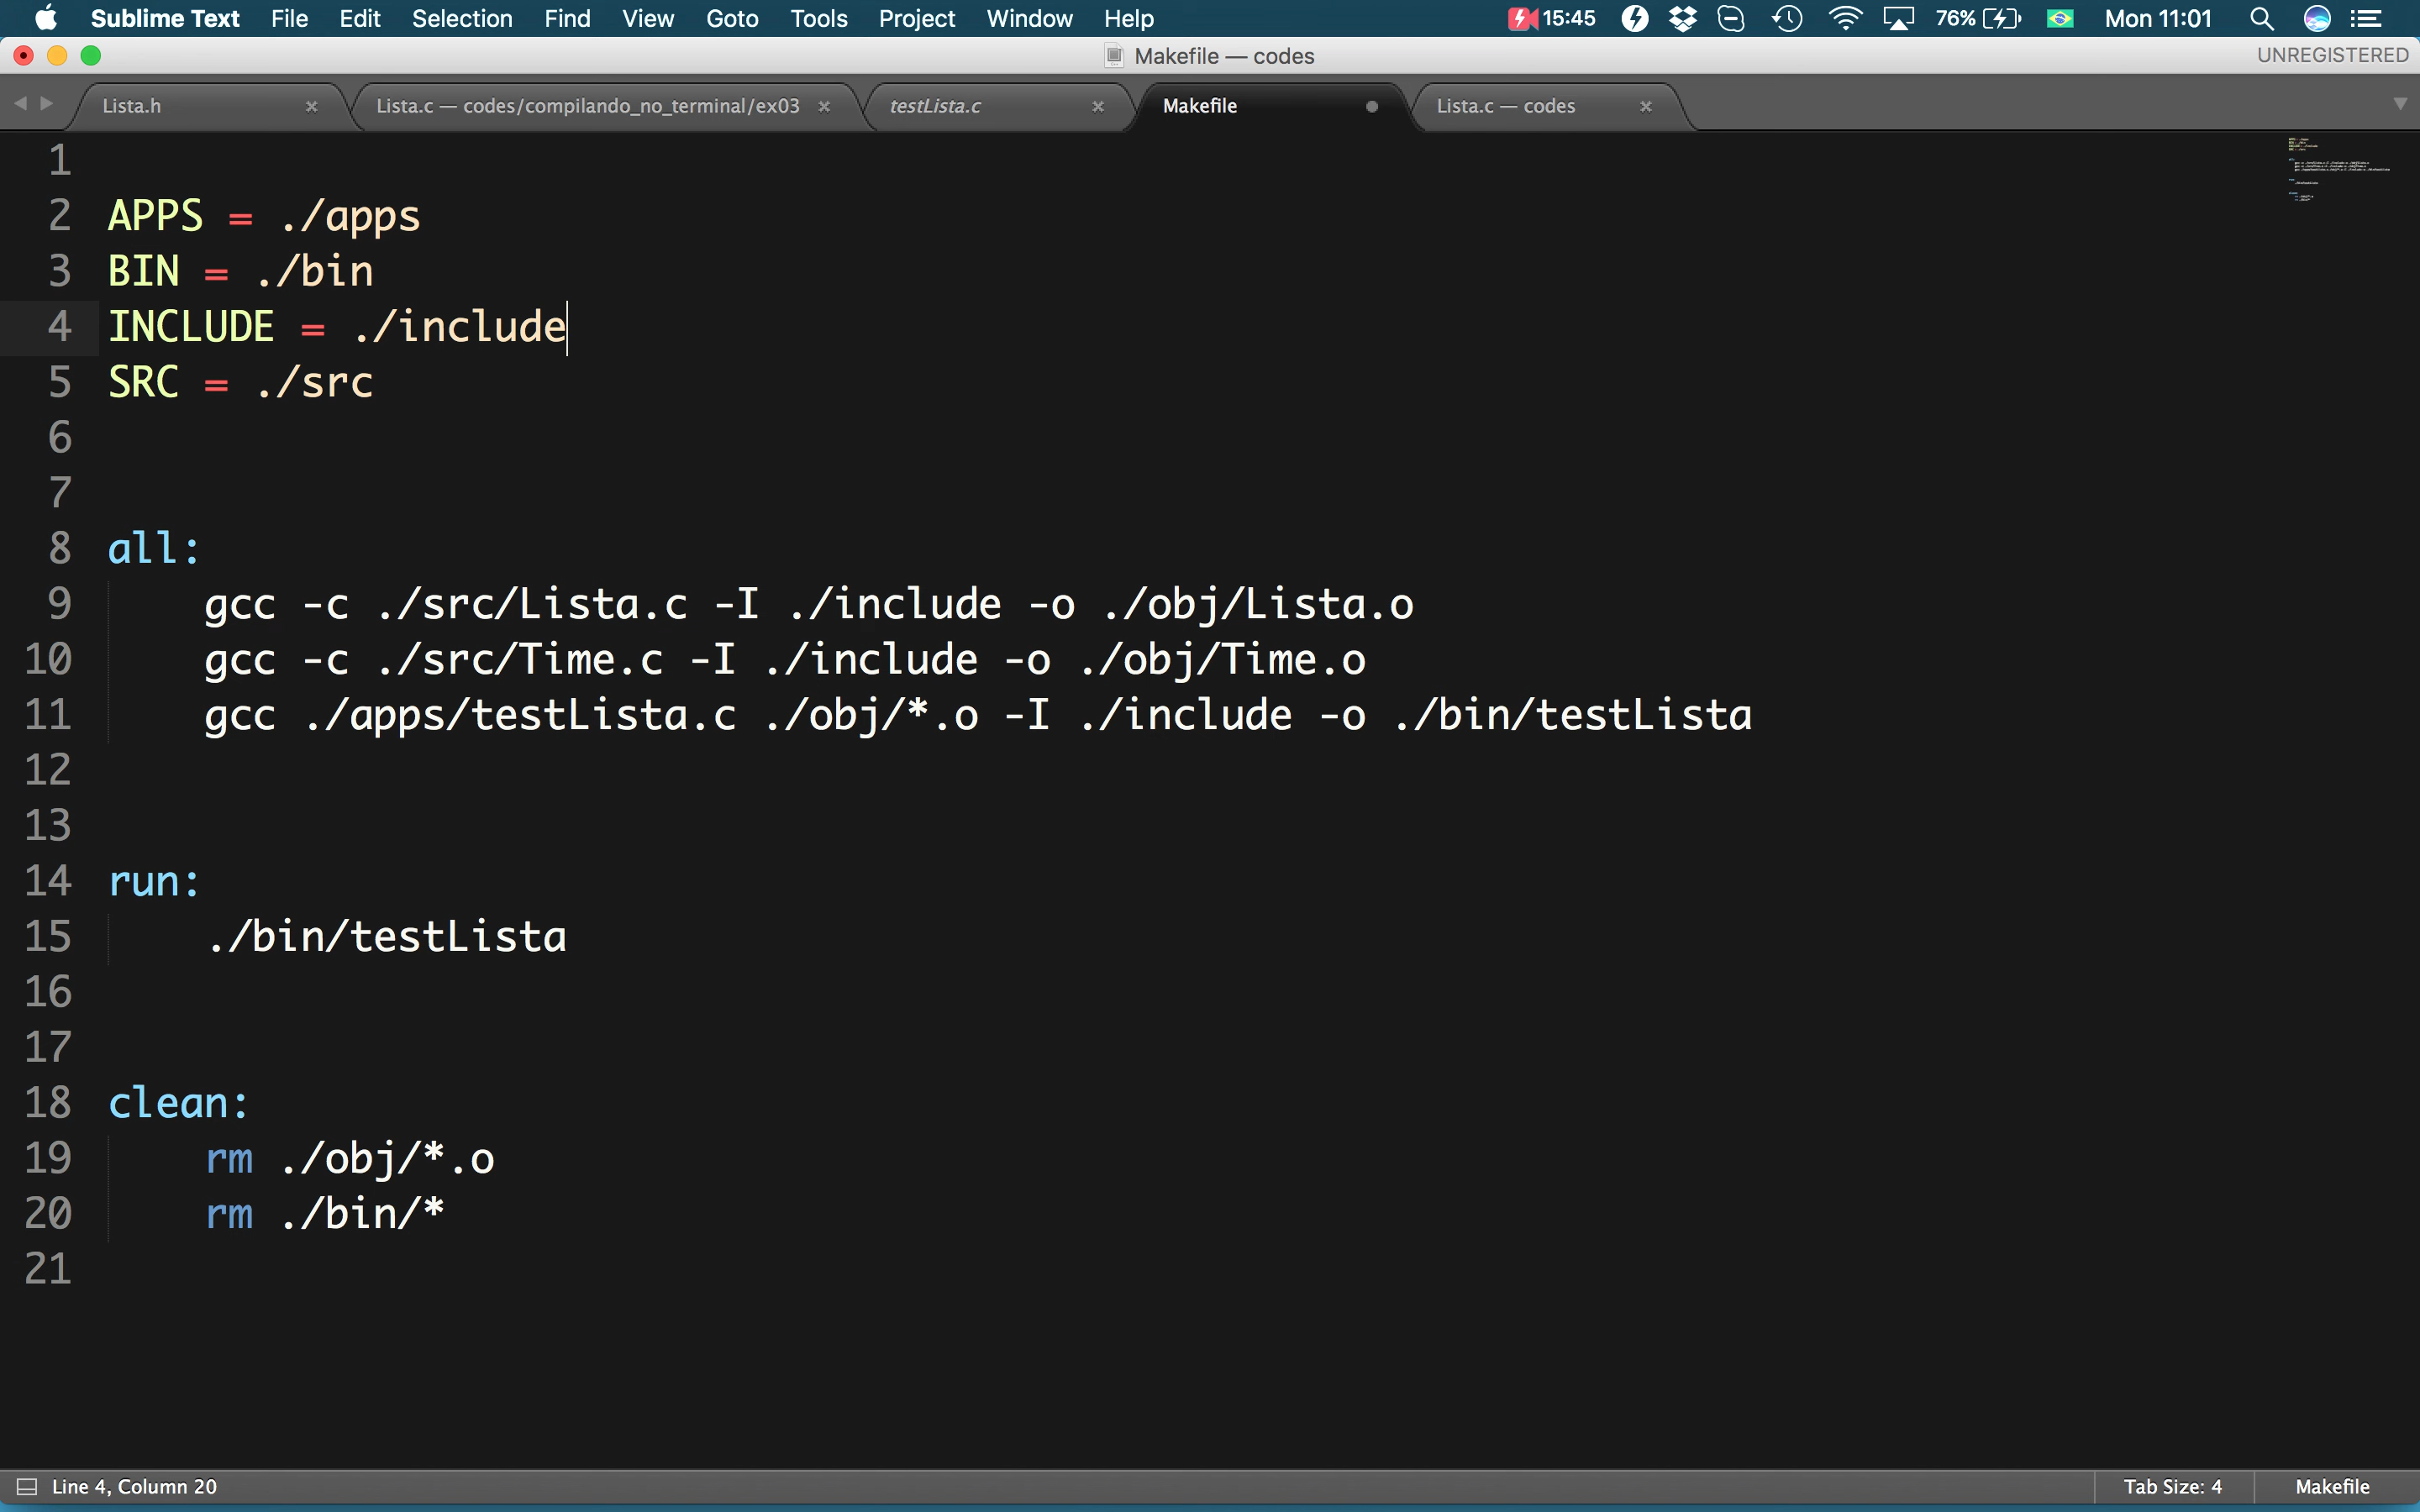 Sublime Text File Edit Selection Find View Goto Tools Project Window Help 15:45 76% Mon 11:01
Makefile — codes UNREGISTERED
Lista.h Lista.c — codes/compilando_no_terminal/ex03 testLista.c Makefile Lista.c — codes
1
2 APPS = ./apps
3 BIN = ./bin
4 INCLUDE = ./include
5 SRC = ./src
6
7
8 all:
9 gcc -c ./src/Lista.c -I ./include -o ./obj/Lista.o
10 gcc -c ./src/Time.c -I ./include -o ./obj/Time.o
11 gcc ./apps/testLista.c ./obj/*.o -I ./include -o ./bin/testLista
12
13
14 run:
15 ./bin/testLista
16
17
18 clean:
19 rm ./obj/*.o
20 rm ./bin/*
21
Line 4, Column 20 Tab Size: 4 Makefile